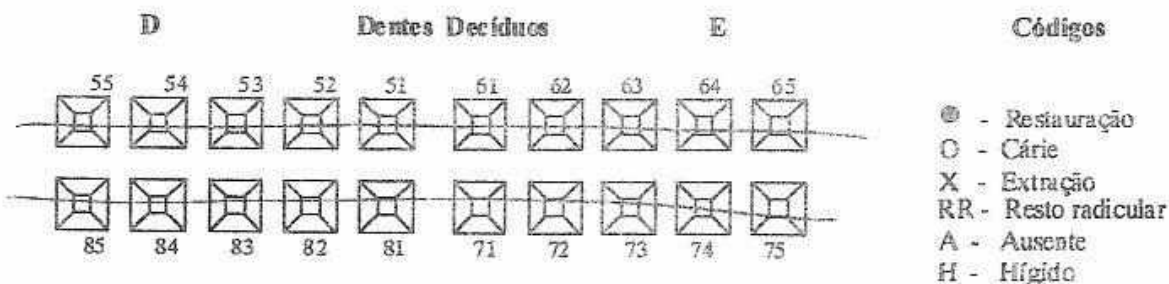 D Dentes Decíduos E Códigos
55 54 53 52 51 61 62 63 64 65
● - Restauração
O - Cárie
X - Extração
RR - Resto radicular
A - Ausente
H - Hígido
85 84 83 82 81 71 72 73 74 75